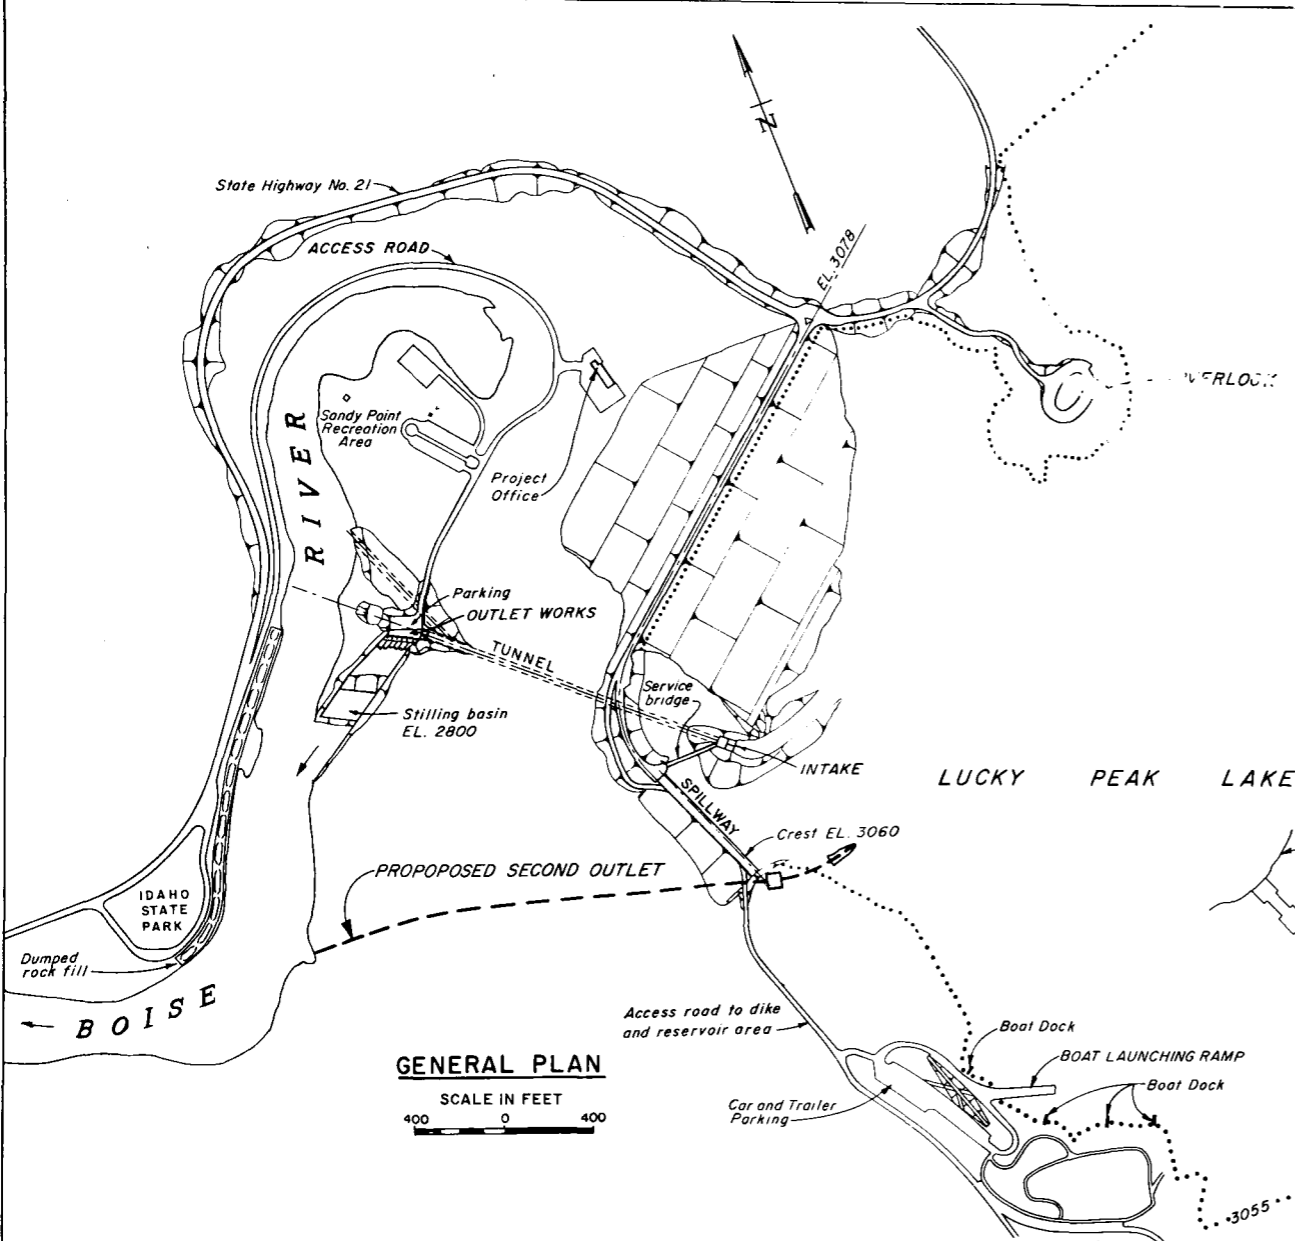 N
State Highway No. 21
ACCESS ROAD
EL. 3078
Sandy Point
Recreation
Area
RIVER
Project
Office
Parking
OUTLET WORKS
TUNNEL
Service
bridge
Stilling basin
EL. 2800
INTAKE
LUCKY PEAK LAKE
SPILLWAY
Crest EL. 3060
PROPOPOSED SECOND OUTLET
IDAHO
STATE
PARK
Dumped
rock fill
BOISE
Access road to dike
and reservoir area
Boat Dock
BOAT LAUNCHING RAMP
Boat Dock
Car and Trailer
Parking
GENERAL PLAN
SCALE IN FEET
400 0 400
3055